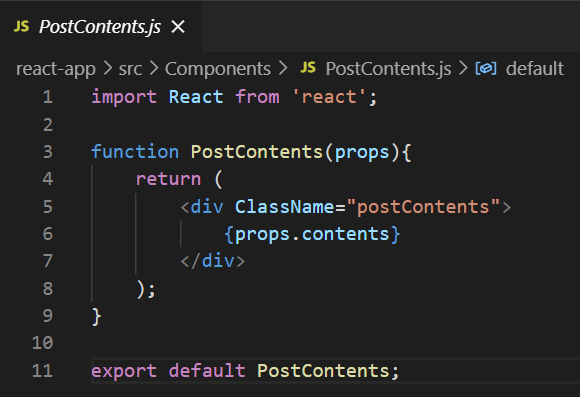 JS PostContents.js ×
react-app > src > Components > JS PostContents.js > default
1 import React from 'react';
2
3 function PostContents(props){
4     return (
5         <div ClassName="postContents">
6             {props.contents}
7         </div>
8     );
9 }
10
11 export default PostContents;